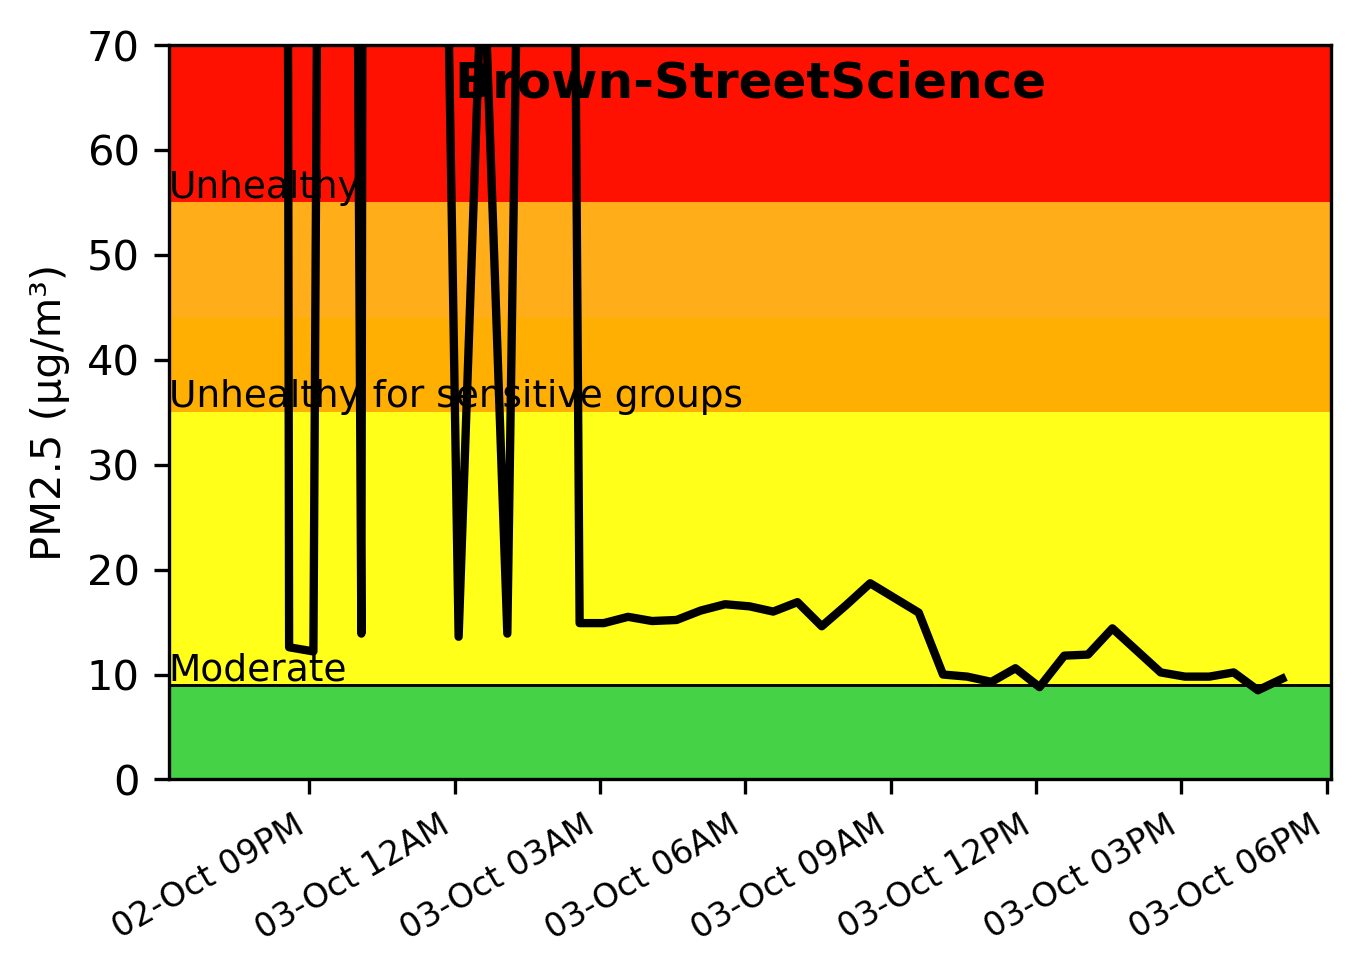 Brown-StreetScience
PM2.5 (µg/m³)
70
60
50
40
30
20
10
0
Unhealthy
Unhealthy for sensitive groups
Moderate
02-Oct 09PM
03-Oct 12AM
03-Oct 03AM
03-Oct 06AM
03-Oct 09AM
03-Oct 12PM
03-Oct 03PM
03-Oct 06PM